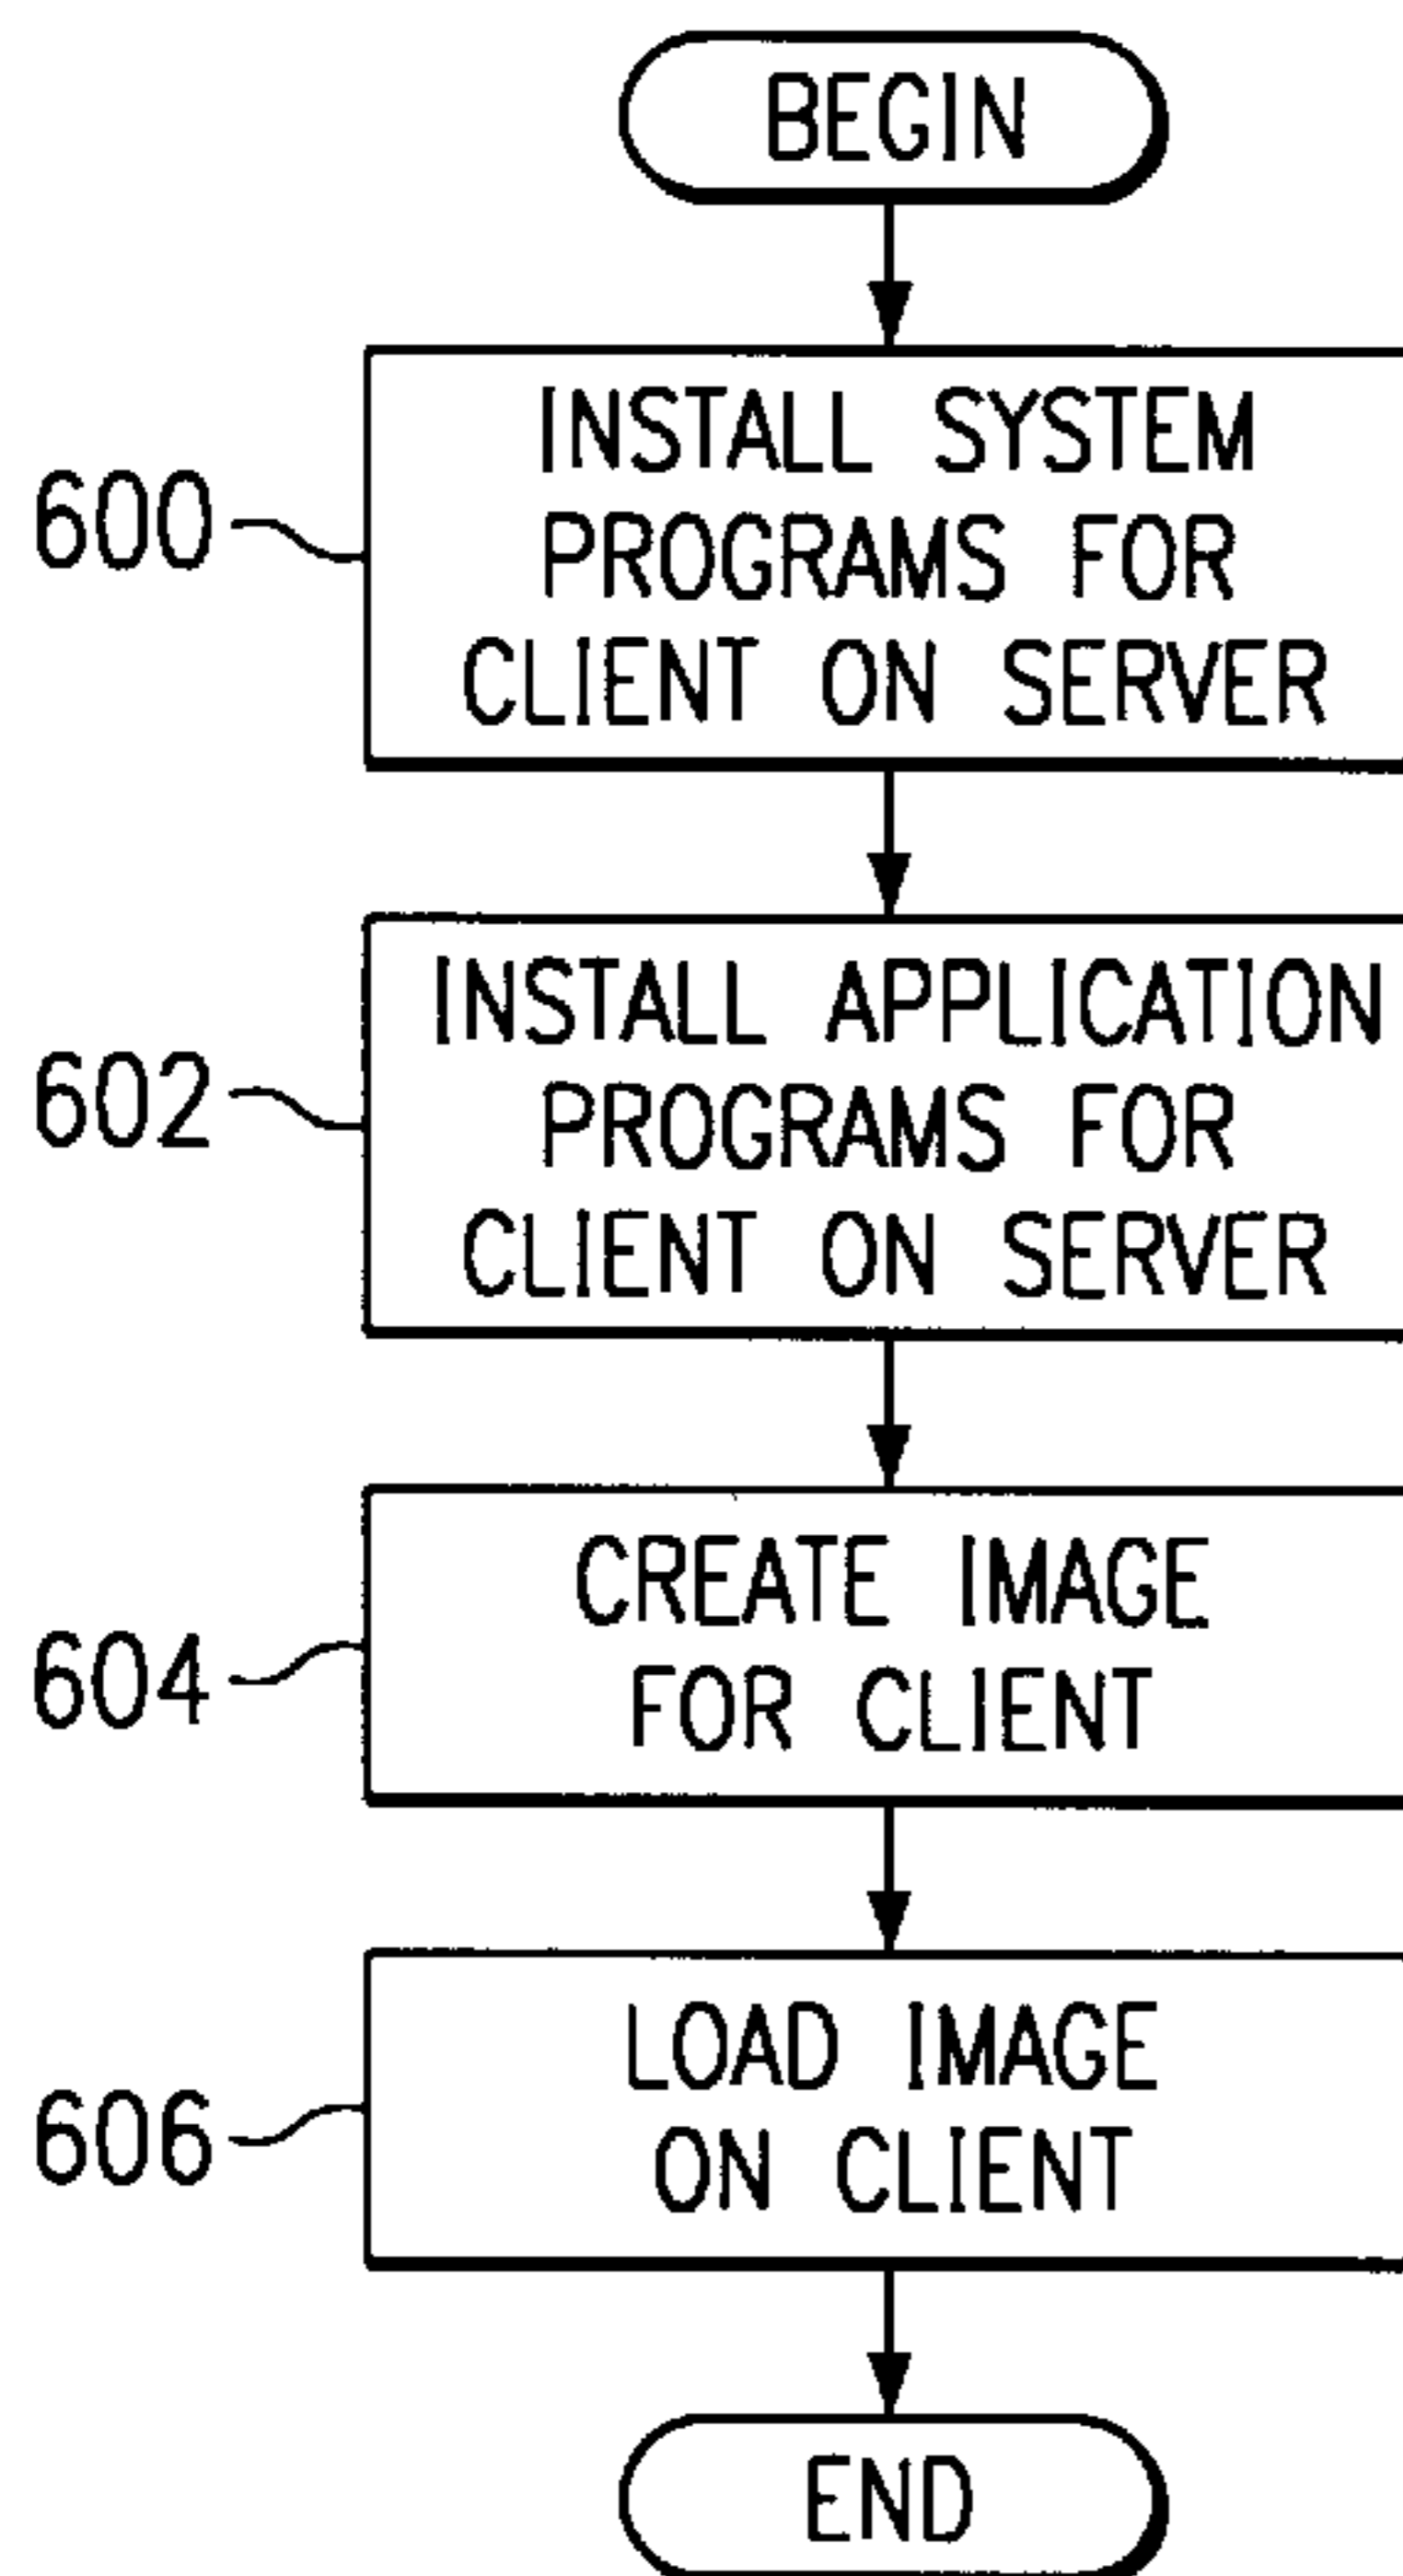 BEGIN
600
INSTALL SYSTEM
PROGRAMS FOR
CLIENT ON SERVER
602
INSTALL APPLICATION
PROGRAMS FOR
CLIENT ON SERVER
604
CREATE IMAGE
FOR CLIENT
606
LOAD IMAGE
ON CLIENT
END